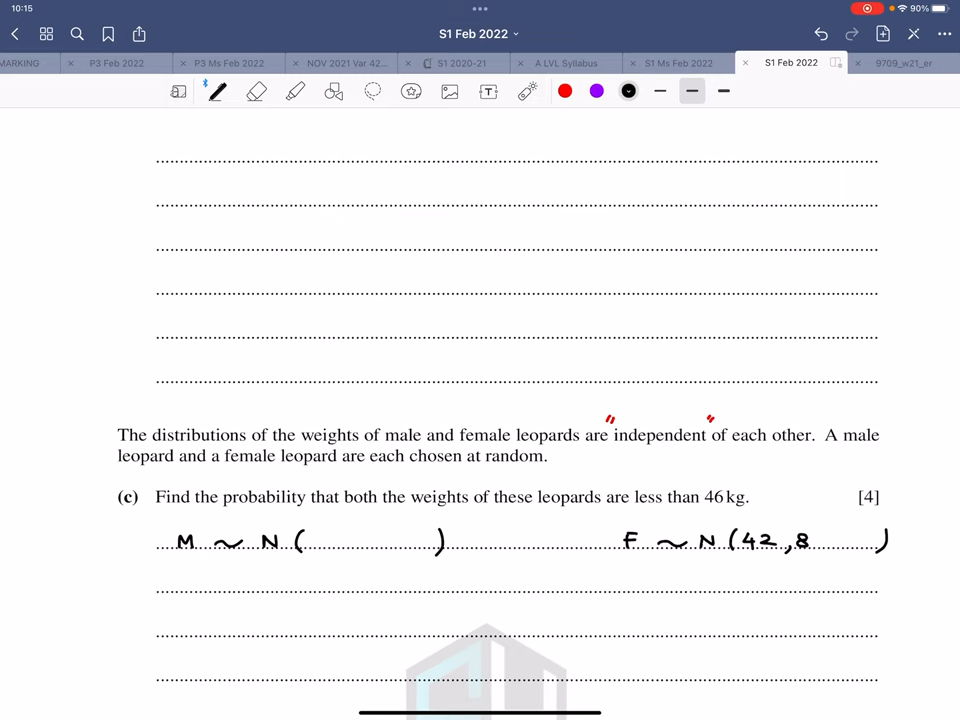 10:15
90%
S1 Feb 2022
MARKING
P3 Feb 2022
P3 Ms Feb 2022
NOV 2021 Var 42...
S1 2020-21
A LVL Syllabus
S1 Ms Feb 2022
S1 Feb 2022
9709_w21_er
The distributions of the weights of male and female leopards are "independent" of each other. A male
leopard and a female leopard are each chosen at random.
(c) Find the probability that both the weights of these leopards are less than 46 kg. [4]
M ~ N ( ) F ~ N (42, 8 )